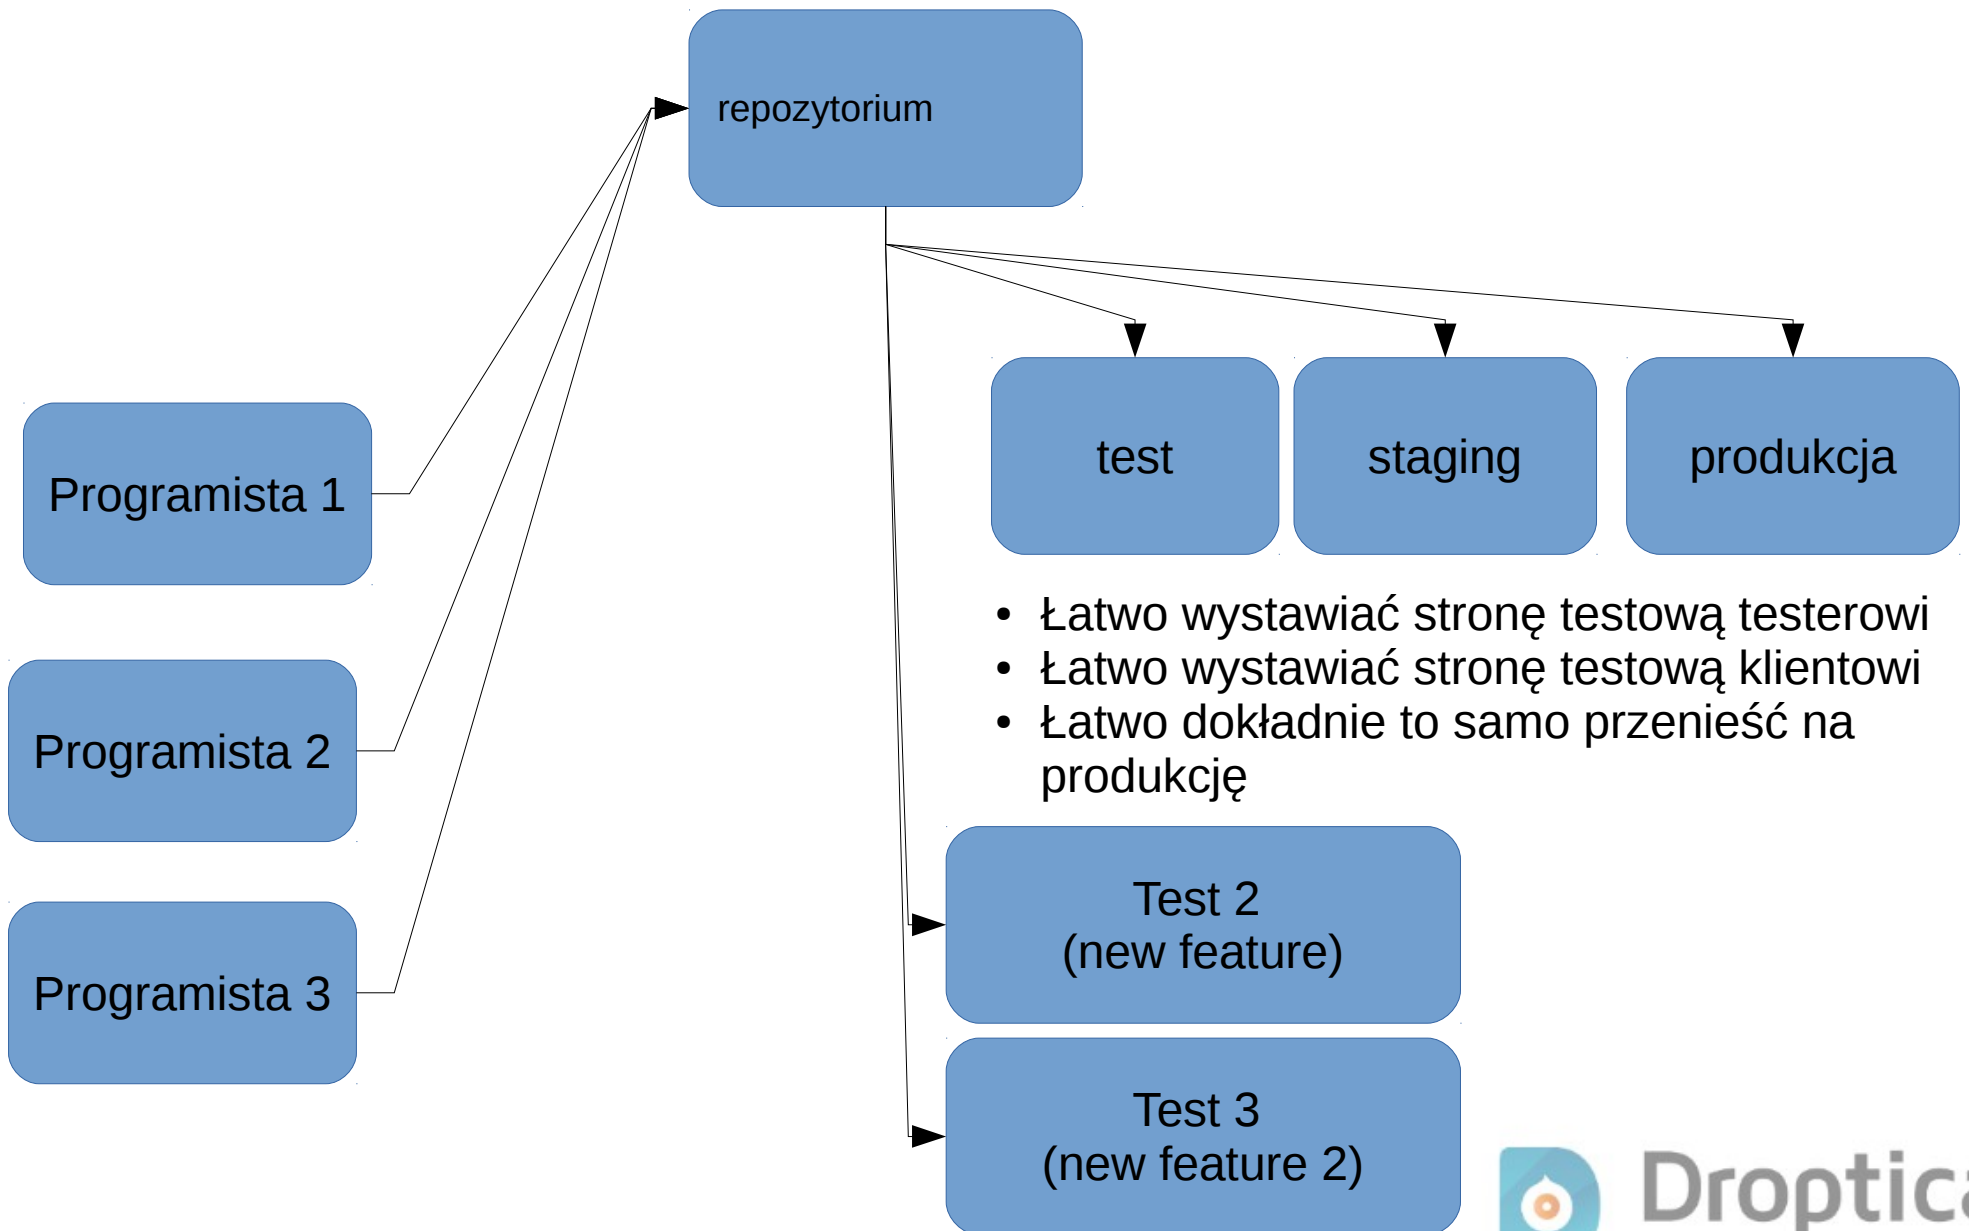 repozytorium
test
staging
produkcja
Programista 1
Programista 2
Programista 3
• Łatwo wystawiać stronę testową testerowi
• Łatwo wystawiać stronę testową klientowi
• Łatwo dokładnie to samo przenieść na
produkcję
Test 2
(new feature)
Test 3
(new feature 2)
Droptica